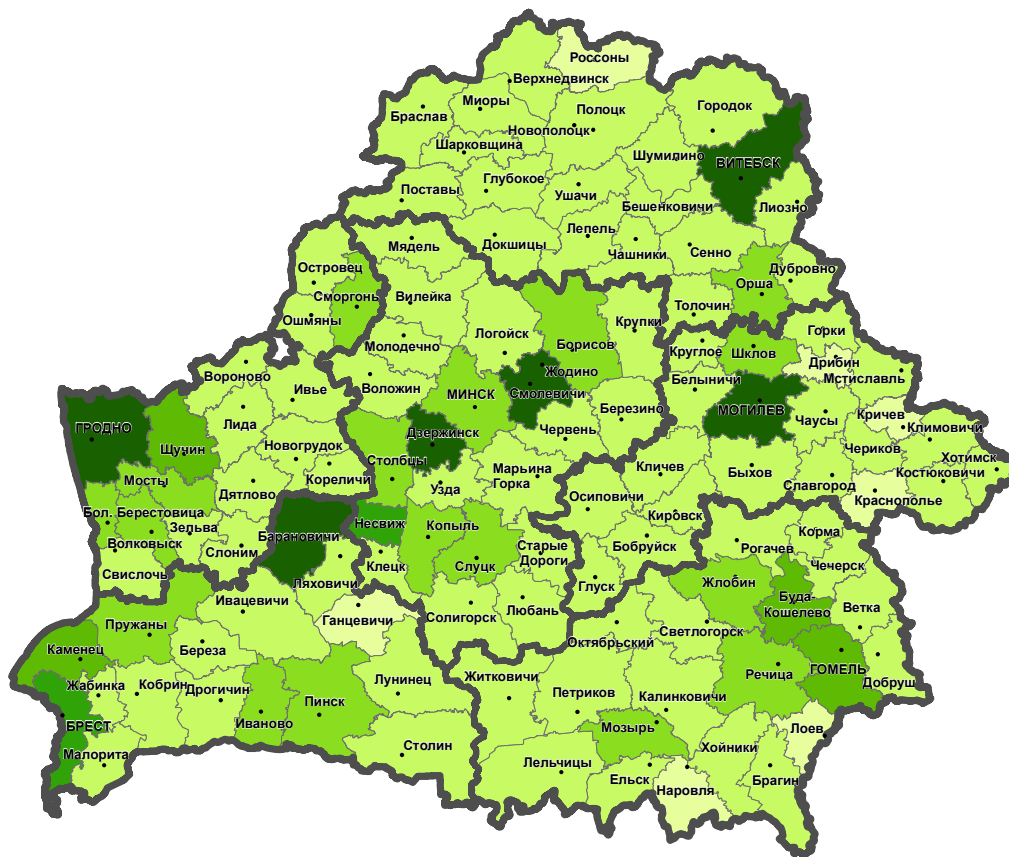 Россоны
Верхнедвинск
Миоры
Браслав
Полоцк
Городок
Новополоцк
Шарковщина
Шумилино
ВИТЕБСК
Глубокое
Поставы
Ушачи
Бешенковичи
Лиозно
Лепель
Докшицы
Мядель
Чашники
Сенно
Островец
Дубровно
Сморгонь
Вилейка
Орша
Толочин
Ошмяны
Логойск
Крупки
Горки
Молодечно
Борисов
Круглое
Шклов
Дрибин
Вороново
Жодино
Мстиславль
Воложин
Белыничи
Ивье
МИНСК
Смолевичи
МОГИЛЕВ
Березино
Кричев
Лида
Чаусы
ГРОДНО
Климовичи
Червень
Дзержинск
Новогрудок
Щучин
Чериков
Хотимск
Столбцы
Марьина
Горка
Кличев
Быхов
Костюковичи
Мосты
Кореличи
Узда
Славгород
Дятлово
Осиповичи
Краснополье
Бол. Берестовица
Кировск
Зельва
Несвиж
Копыль
Барановичи
Волковыск
Корма
Старые
Дороги
Бобруйск
Рогачев
Слоним
Клецк
Слуцк
Чечерск
Свислочь
Ляховичи
Жлобин
Глуск
Буда-
Кошелево
Ивацевичи
Любань
Ветка
Солигорск
Ганцевичи
Пружаны
Светлогорск
Октябрьский
Каменец
Береза
ГОМЕЛЬ
Речица
Житковичи
Лунинец
Добруш
Жабинка
Кобрин
Дрогичин
Петриков
Калинковичи
Пинск
БРЕСТ
Иваново
Мозырь
Лоев
Столин
Хойники
Малорита
Лельчицы
Ельск
Брагин
Наровля